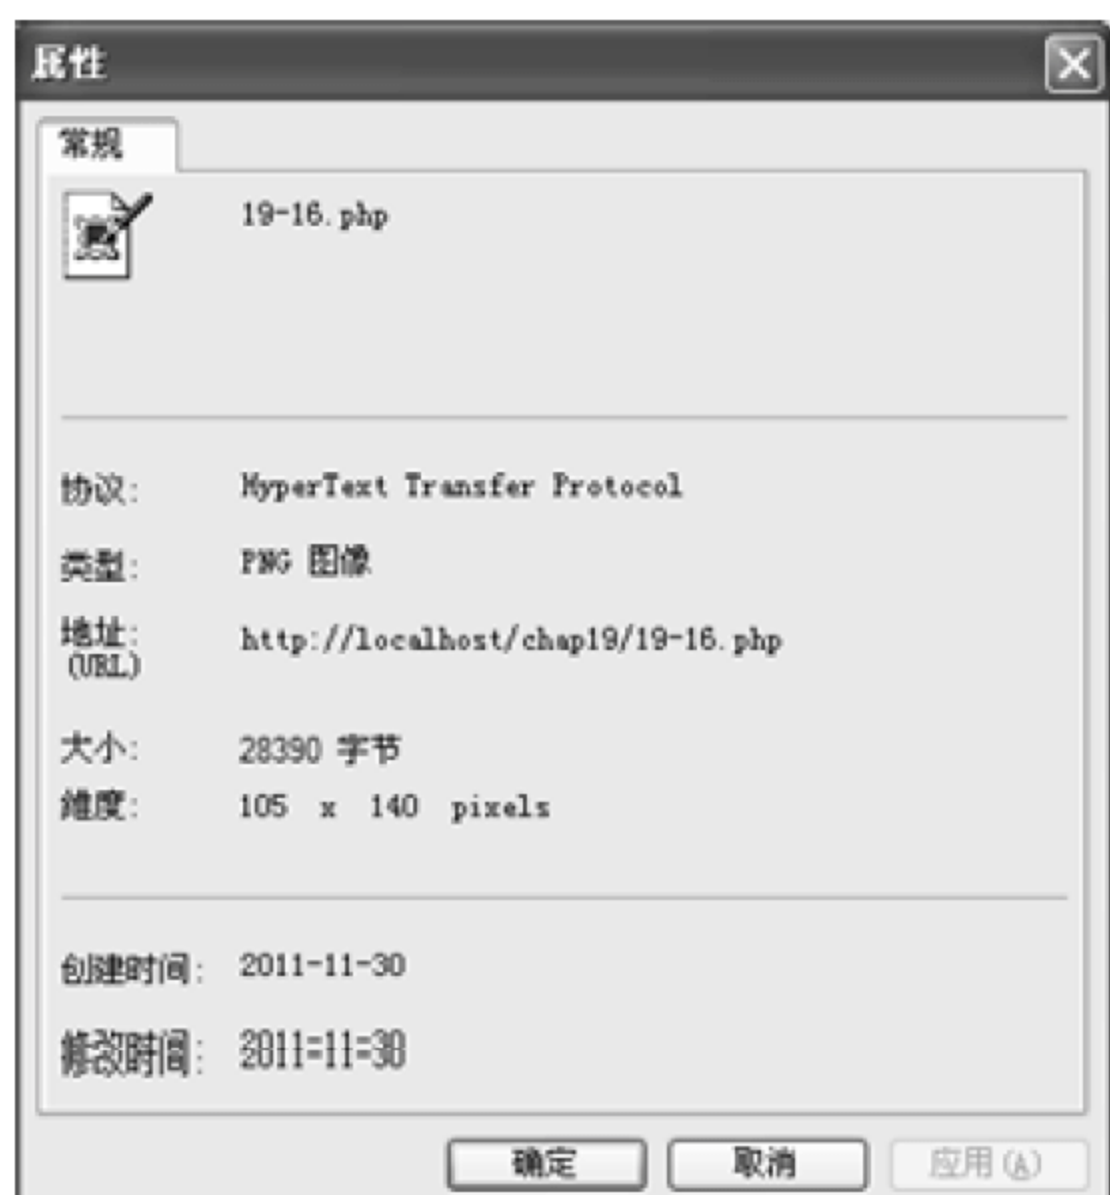 属性
常规
19-16.php
协议: HyperText Transfer Protocol
类型: PNG 图像
地址: http://localhost/chap19/19-16.php
(URL)
大小: 28390 字节
维度: 105 x 140 pixels
创建时间: 2011-11-30
修改时间: 2011-11-30
确定 取消 应用(A)